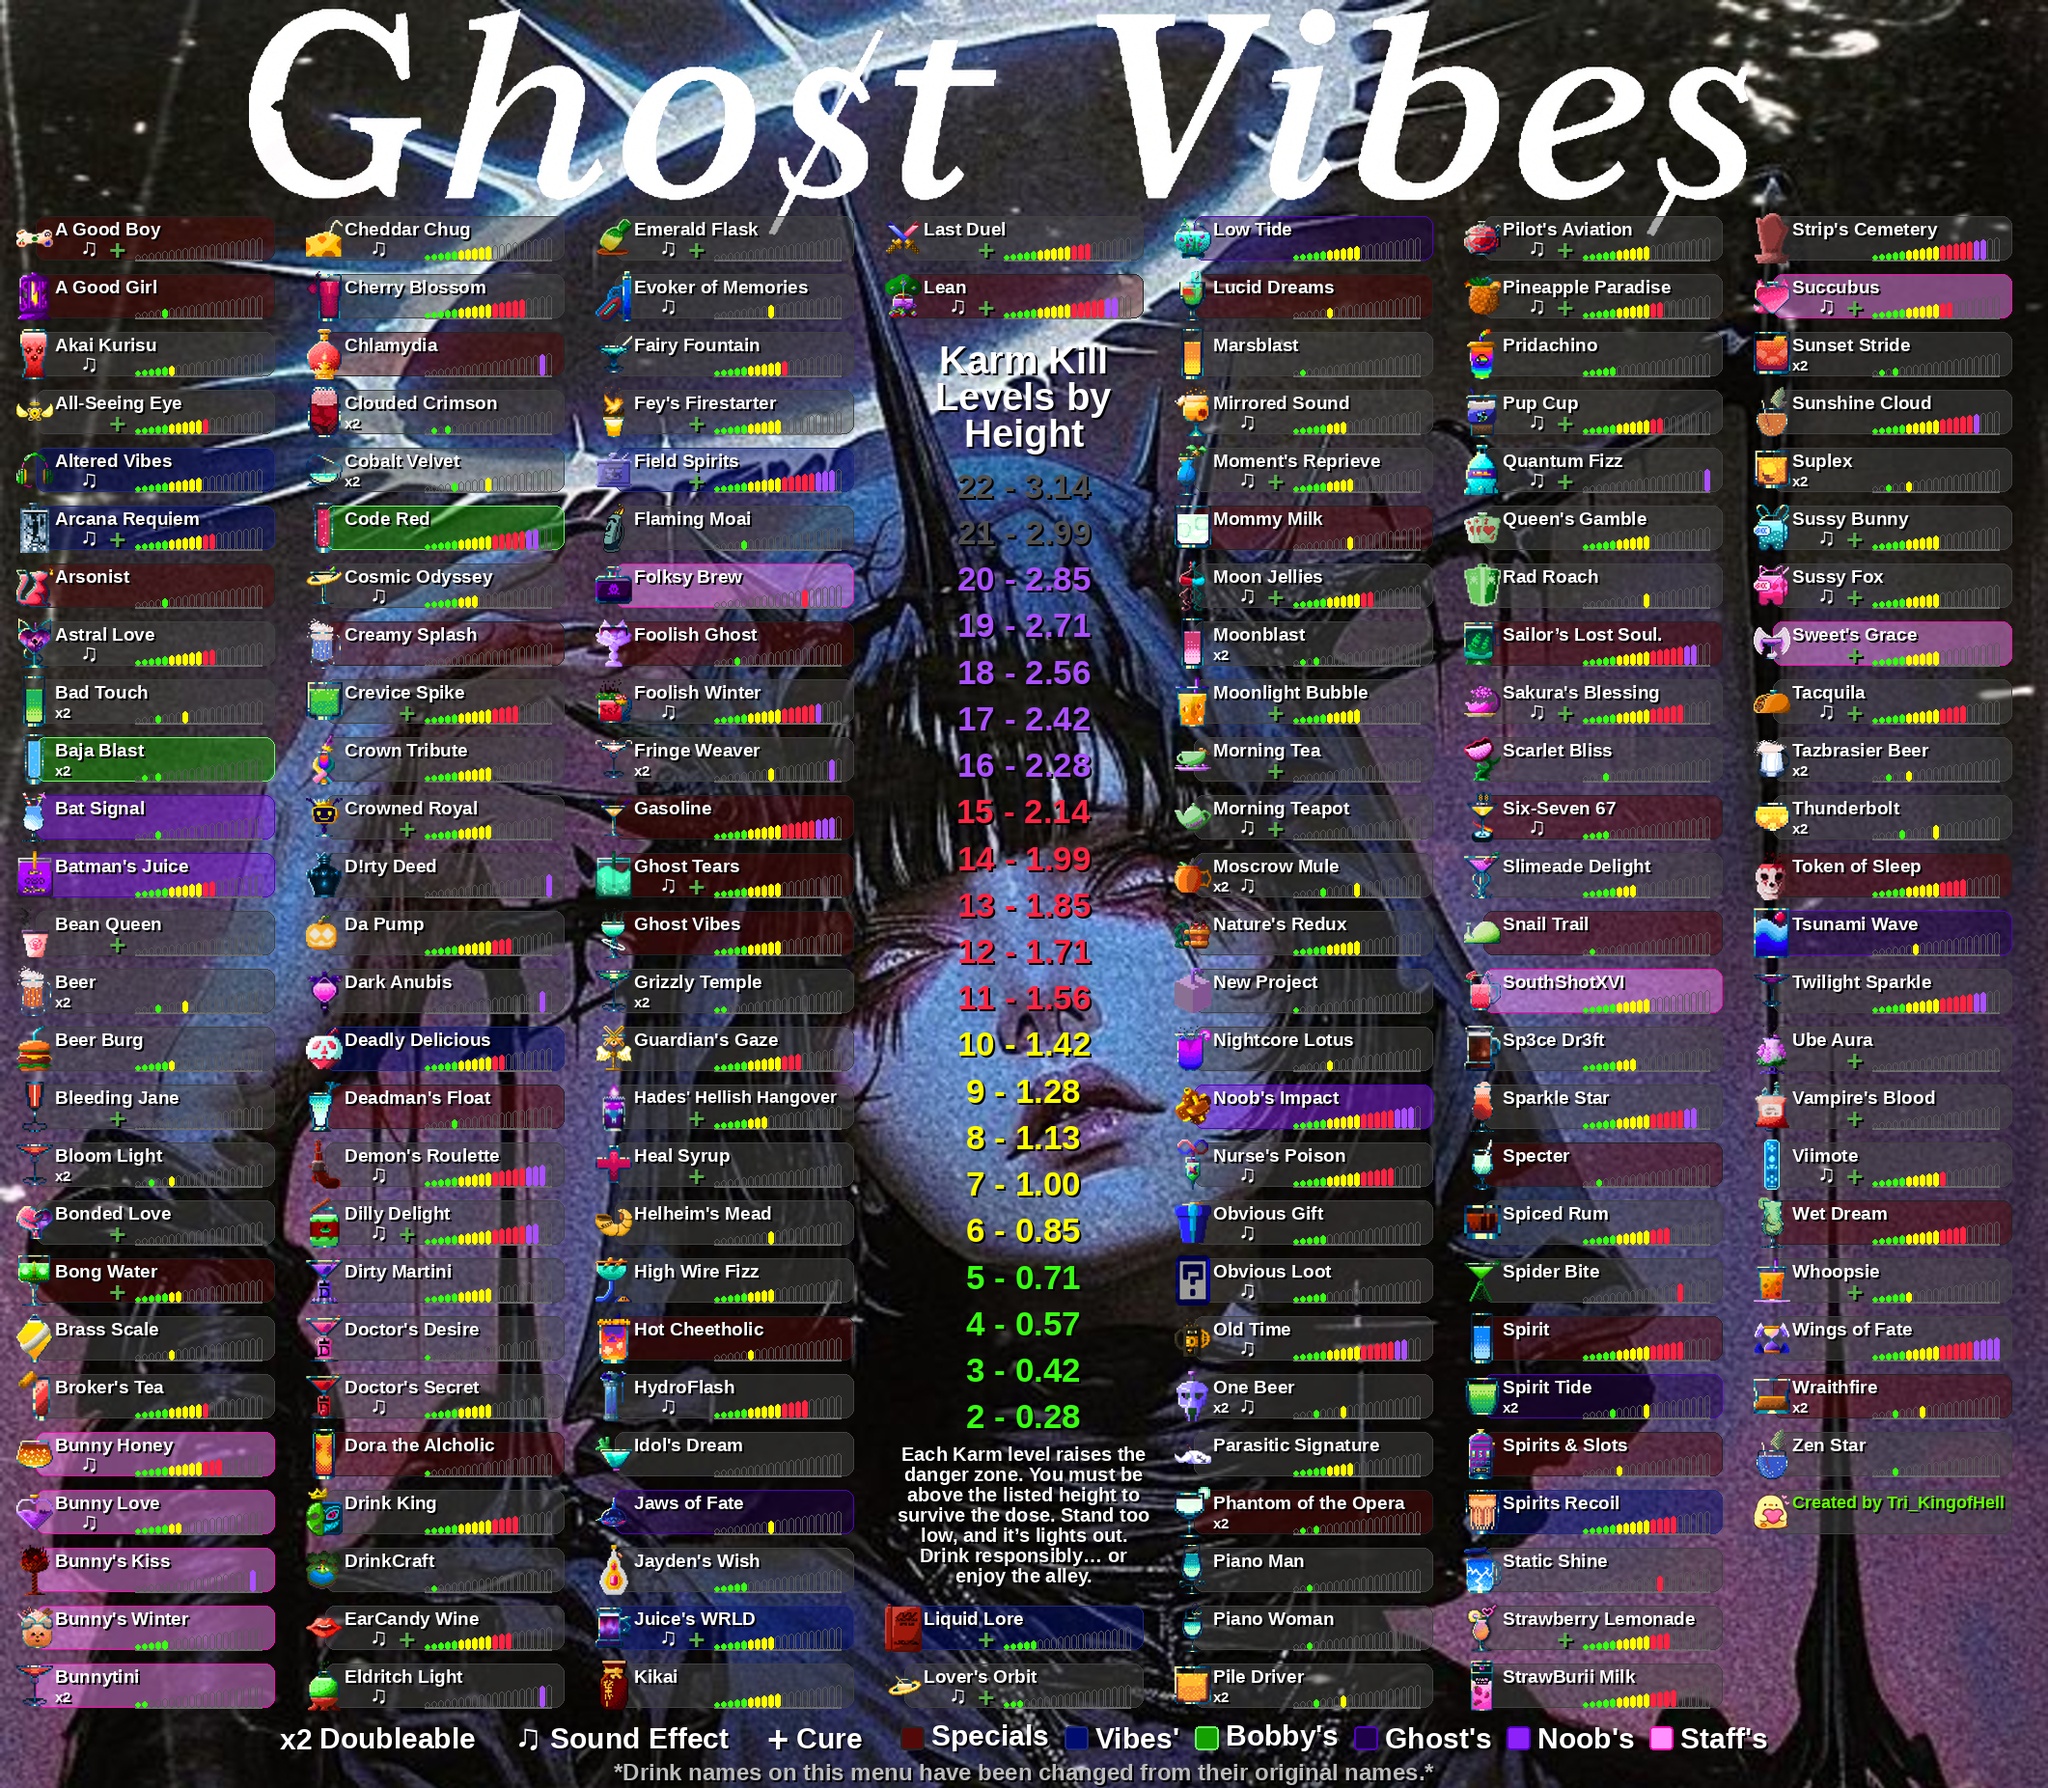 Ghost Vibes
A Good Boy
♫ +
A Good Girl
Akai Kurisu
♫
All-Seeing Eye
+
Altered Vibes
♫
Arcana Requiem
♫ +
Arsonist
Astral Love
♫
Bad Touch
x2
Baja Blast
x2
Bat Signal
Batman's Juice
Bean Queen
+
Beer
x2
Beer Burg
Bleeding Jane
+
Bloom Light
x2
Bonded Love
+
Bong Water
+
Brass Scale
Broker's Tea
Bunny Honey
♫
Bunny Love
♫
Bunny's Kiss
Bunny's Winter
Bunnytini
x2
Cheddar Chug
♫
Cherry Blossom
Chlamydia
Clouded Crimson
x2
Cobalt Velvet
x2
Code Red
Cosmic Odyssey
♫
Creamy Splash
Crevice Spike
+
Crown Tribute
Crowned Royal
+
D!rty Deed
Da Pump
Dark Anubis
Deadly Delicious
Deadman's Float
Demon's Roulette
♫
Dilly Delight
♫ +
Dirty Martini
Doctor's Desire
♫
Doctor's Secret
♫
Dora the Alcholic
Drink King
DrinkCraft
EarCandy Wine
♫ +
Eldritch Light
♫
Emerald Flask
♫ +
Evoker of Memories
♫
Fairy Fountain
Fey's Firestarter
+
Field Spirits
+
Flaming Moai
Folksy Brew
Foolish Ghost
Foolish Winter
♫
Fringe Weaver
x2
Gasoline
Ghost Tears
♫ +
Ghost Vibes
Grizzly Temple
x2
Guardian's Gaze
Hades' Hellish Hangover
+
Heal Syrup
+
Helheim's Mead
High Wire Fizz
Hot Cheetholic
HydroFlash
♫
Idol's Dream
Jaws of Fate
Jayden's Wish
Juice's WRLD
♫ +
Kikai
Last Duel
+
Lean
♫ +
Karm Kill
Levels by
Height
22 - 3.14
21 - 2.99
20 - 2.85
19 - 2.71
18 - 2.56
17 - 2.42
16 - 2.28
15 - 2.14
14 - 1.99
13 - 1.85
12 - 1.71
11 - 1.56
10 - 1.42
9 - 1.28
8 - 1.13
7 - 1.00
6 - 0.85
5 - 0.71
4 - 0.57
3 - 0.42
2 - 0.28
Each Karm level raises the
danger zone. You must be
above the listed height to
survive the dose. Stand too
low, and it's lights out.
Drink responsibly… or
enjoy the alley.
Liquid Lore
+
Lover's Orbit
♫ +
Low Tide
Lucid Dreams
Marsblast
Mirrored Sound
♫
Moment's Reprieve
♫ +
Mommy Milk
Moon Jellies
♫ +
Moonblast
x2
Moonlight Bubble
+
Morning Tea
+
Morning Teapot
♫ +
Moscrow Mule
x2 ♫
Nature's Redux
New Project
Nightcore Lotus
Noob's Impact
Nurse's Poison
♫
Obvious Gift
♫
Obvious Loot
♫
Old Time
♫
One Beer
x2 ♫
Parasitic Signature
Phantom of the Opera
x2
Piano Man
Piano Woman
Pile Driver
x2
Pilot's Aviation
♫ +
Pineapple Paradise
Pridachino
Pup Cup
♫ +
Quantum Fizz
♫ +
Queen's Gamble
Rad Roach
Sailor's Lost Soul.
Sakura's Blessing
♫ +
Scarlet Bliss
Six-Seven 67
♫
Slimeade Delight
Snail Trail
SouthShotXVI
Sp3ce Dr3ft
Sparkle Star
Specter
Spiced Rum
Spider Bite
Spirit
Spirit Tide
x2
Spirits & Slots
Spirits Recoil
Static Shine
Strawberry Lemonade
+
StrawBurii Milk
Strip's Cemetery
Succubus
♫ +
Sunset Stride
x2
Sunshine Cloud
Suplex
x2
Sussy Bunny
♫ +
Sussy Fox
♫ +
Sweet's Grace
+
Tacquila
♫ +
Tazbrasier Beer
x2
Thunderbolt
x2
Token of Sleep
Tsunami Wave
Twilight Sparkle
Ube Aura
+
Vampire's Blood
+
Viimote
♫ +
Wet Dream
Whoopsie
+
Wings of Fate
Wraithfire
x2
Zen Star
Created by Tri_KingofHell
x2 Doubleable ♫ Sound Effect + Cure Specials Vibes' Bobby's Ghost's Noob's Staff's
*Drink names on this menu have been changed from their original names.*